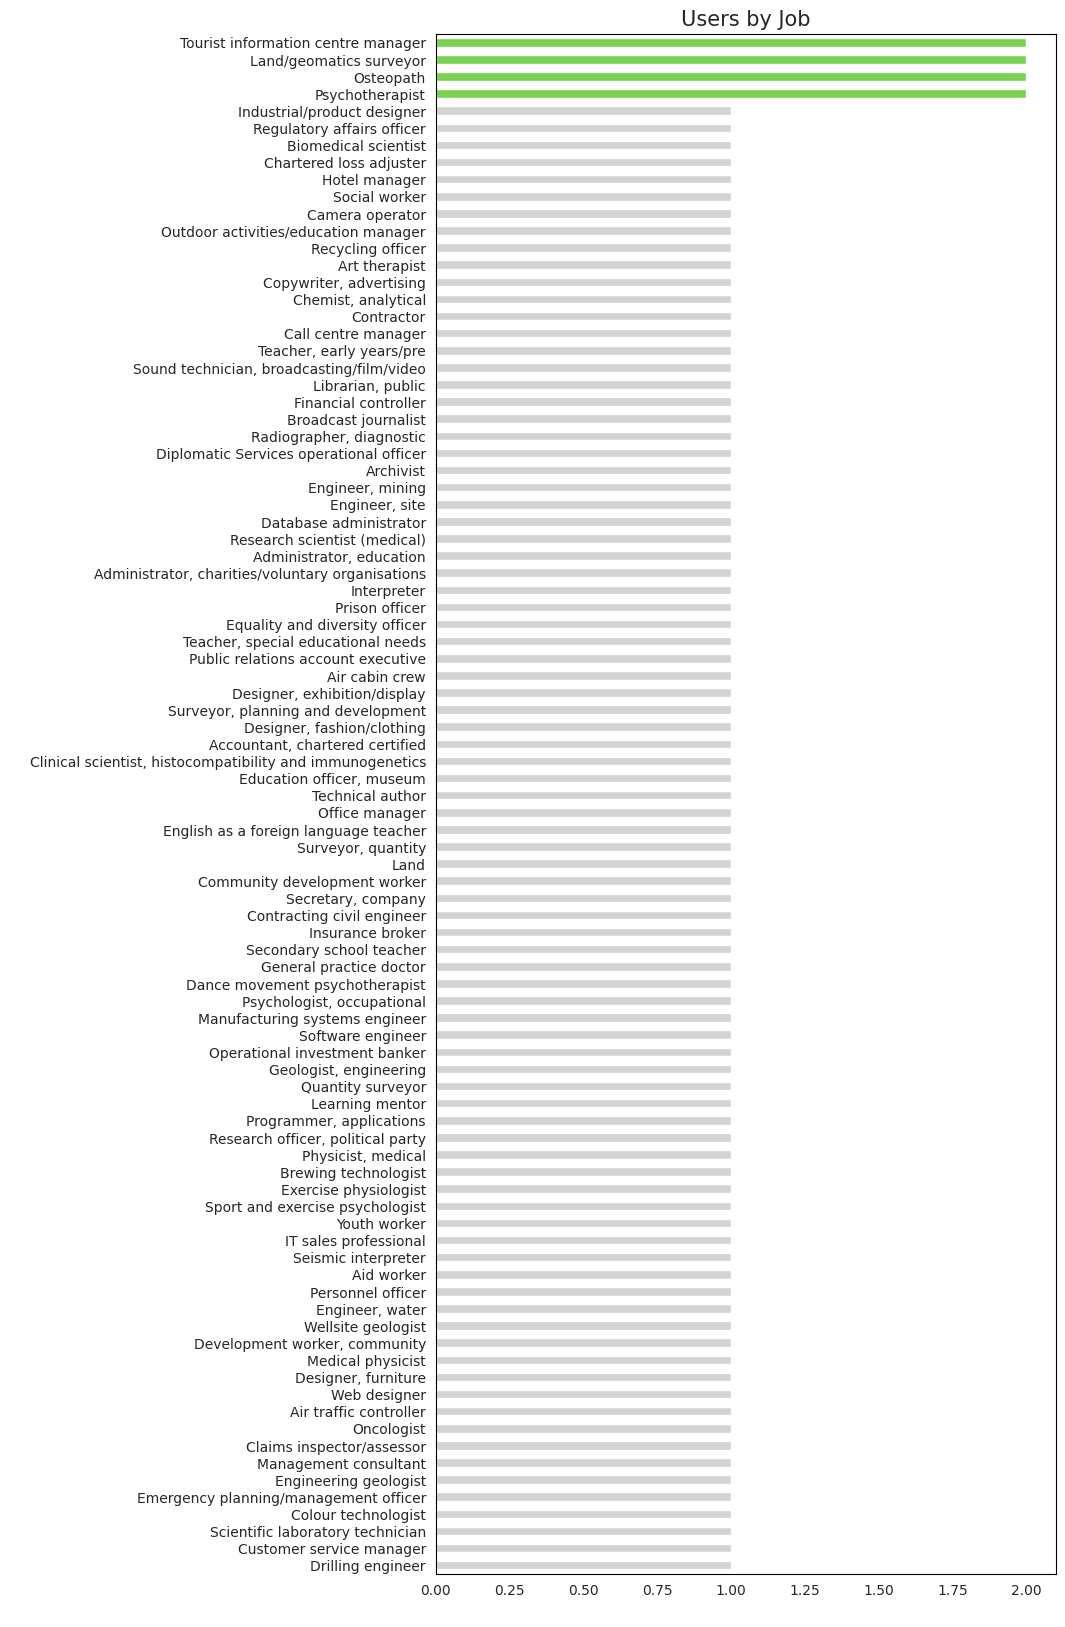 Users by Job
Tourist information centre manager
Land/geomatics surveyor
Osteopath
Psychotherapist
Industrial/product designer
Regulatory affairs officer
Biomedical scientist
Chartered loss adjuster
Hotel manager
Social worker
Camera operator
Outdoor activities/education manager
Recycling officer
Art therapist
Copywriter, advertising
Chemist, analytical
Contractor
Call centre manager
Teacher, early years/pre
Sound technician, broadcasting/film/video
Librarian, public
Financial controller
Broadcast journalist
Radiographer, diagnostic
Diplomatic Services operational officer
Archivist
Engineer, mining
Engineer, site
Database administrator
Research scientist (medical)
Administrator, education
Administrator, charities/voluntary organisations
Interpreter
Prison officer
Equality and diversity officer
Teacher, special educational needs
Public relations account executive
Air cabin crew
Designer, exhibition/display
Surveyor, planning and development
Designer, fashion/clothing
Accountant, chartered certified
Clinical scientist, histocompatibility and immunogenetics
Education officer, museum
Technical author
Office manager
English as a foreign language teacher
Surveyor, quantity
Land
Community development worker
Secretary, company
Contracting civil engineer
Insurance broker
Secondary school teacher
General practice doctor
Dance movement psychotherapist
Psychologist, occupational
Manufacturing systems engineer
Software engineer
Operational investment banker
Geologist, engineering
Quantity surveyor
Learning mentor
Programmer, applications
Research officer, political party
Physicist, medical
Brewing technologist
Exercise physiologist
Sport and exercise psychologist
Youth worker
IT sales professional
Seismic interpreter
Aid worker
Personnel officer
Engineer, water
Wellsite geologist
Development worker, community
Medical physicist
Designer, furniture
Web designer
Air traffic controller
Oncologist
Claims inspector/assessor
Management consultant
Engineering geologist
Emergency planning/management officer
Colour technologist
Scientific laboratory technician
Customer service manager
Drilling engineer
0.00 0.25 0.50 0.75 1.00 1.25 1.50 1.75 2.00